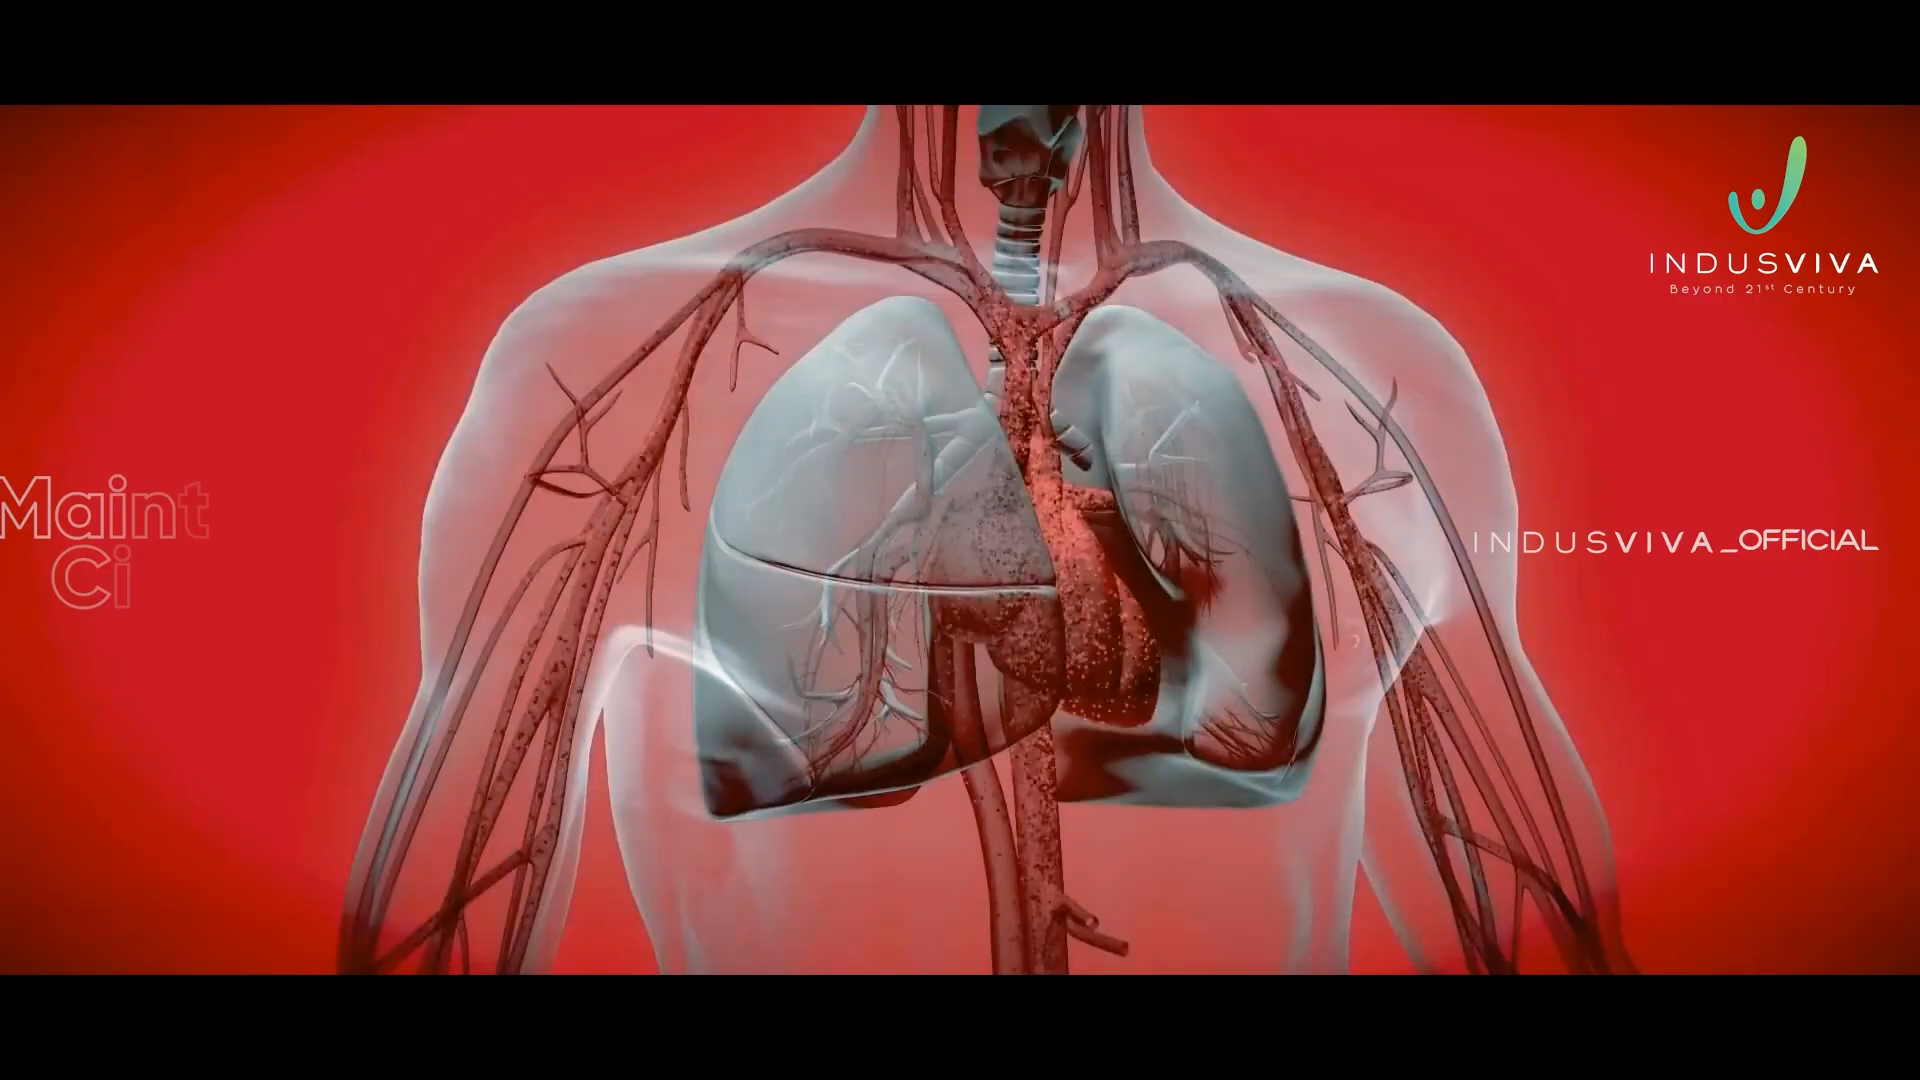 INDUSVIVA
Beyond 21st Century
Maint
Ci
INDUSVIVA_OFFICIAL